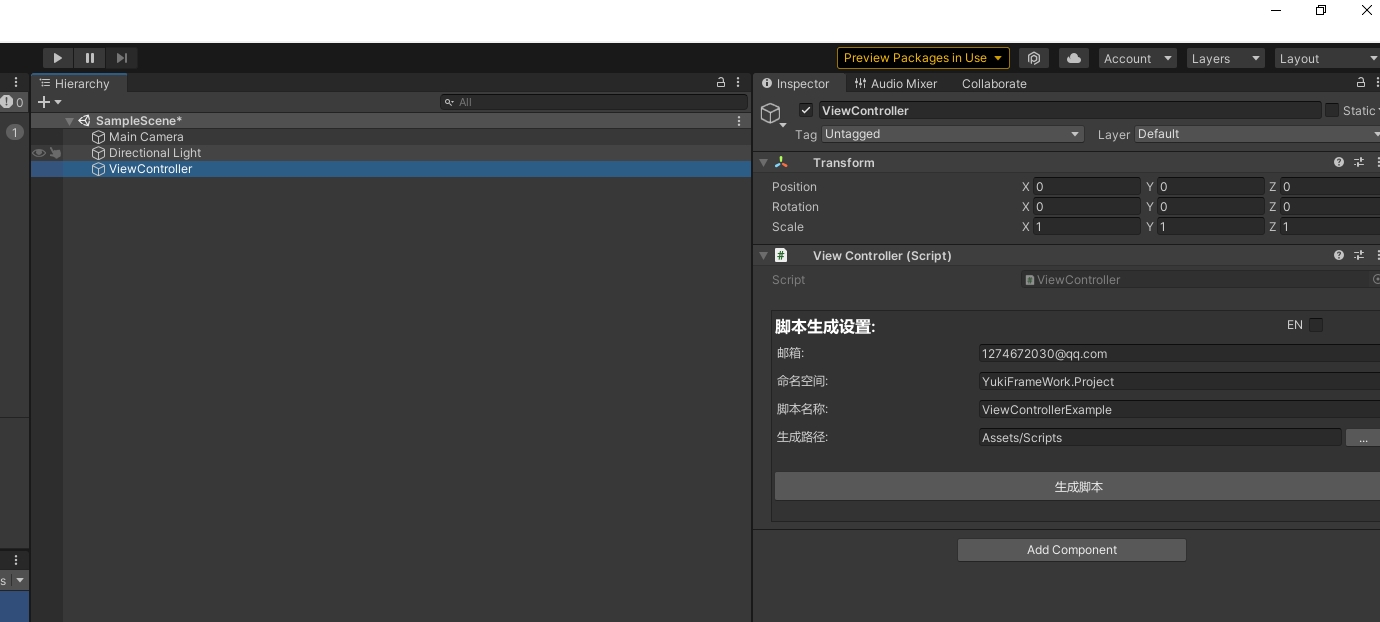 Preview Packages in Use
Account
Layers
Layout
Hierarchy
Inspector
Audio Mixer
Collaborate
0
All
ViewController
Static
1
SampleScene*
Main Camera
Directional Light
ViewController
Tag
Untagged
Layer
Default
Transform
Position X 0 Y 0 Z 0
Rotation X 0 Y 0 Z 0
Scale X 1 Y 1 Z 1
View Controller (Script)
Script
ViewController
脚本生成设置:
EN
邮箱:
1274672030@qq.com
命名空间:
YukiFrameWork.Project
脚本名称:
ViewControllerExample
生成路径:
Assets/Scripts
...
生成脚本
Add Component
s